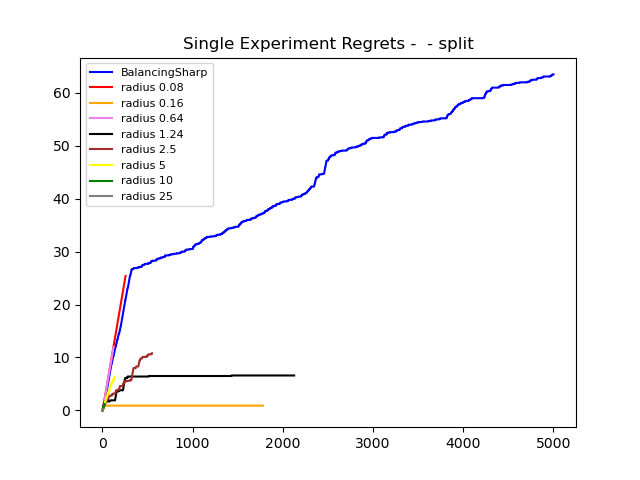 Single Experiment Regrets -  - split
BalancingSharp
radius 0.08
radius 0.16
radius 0.64
radius 1.24
radius 2.5
radius 5
radius 10
radius 25
60
50
40
30
20
10
0
0 1000 2000 3000 4000 5000